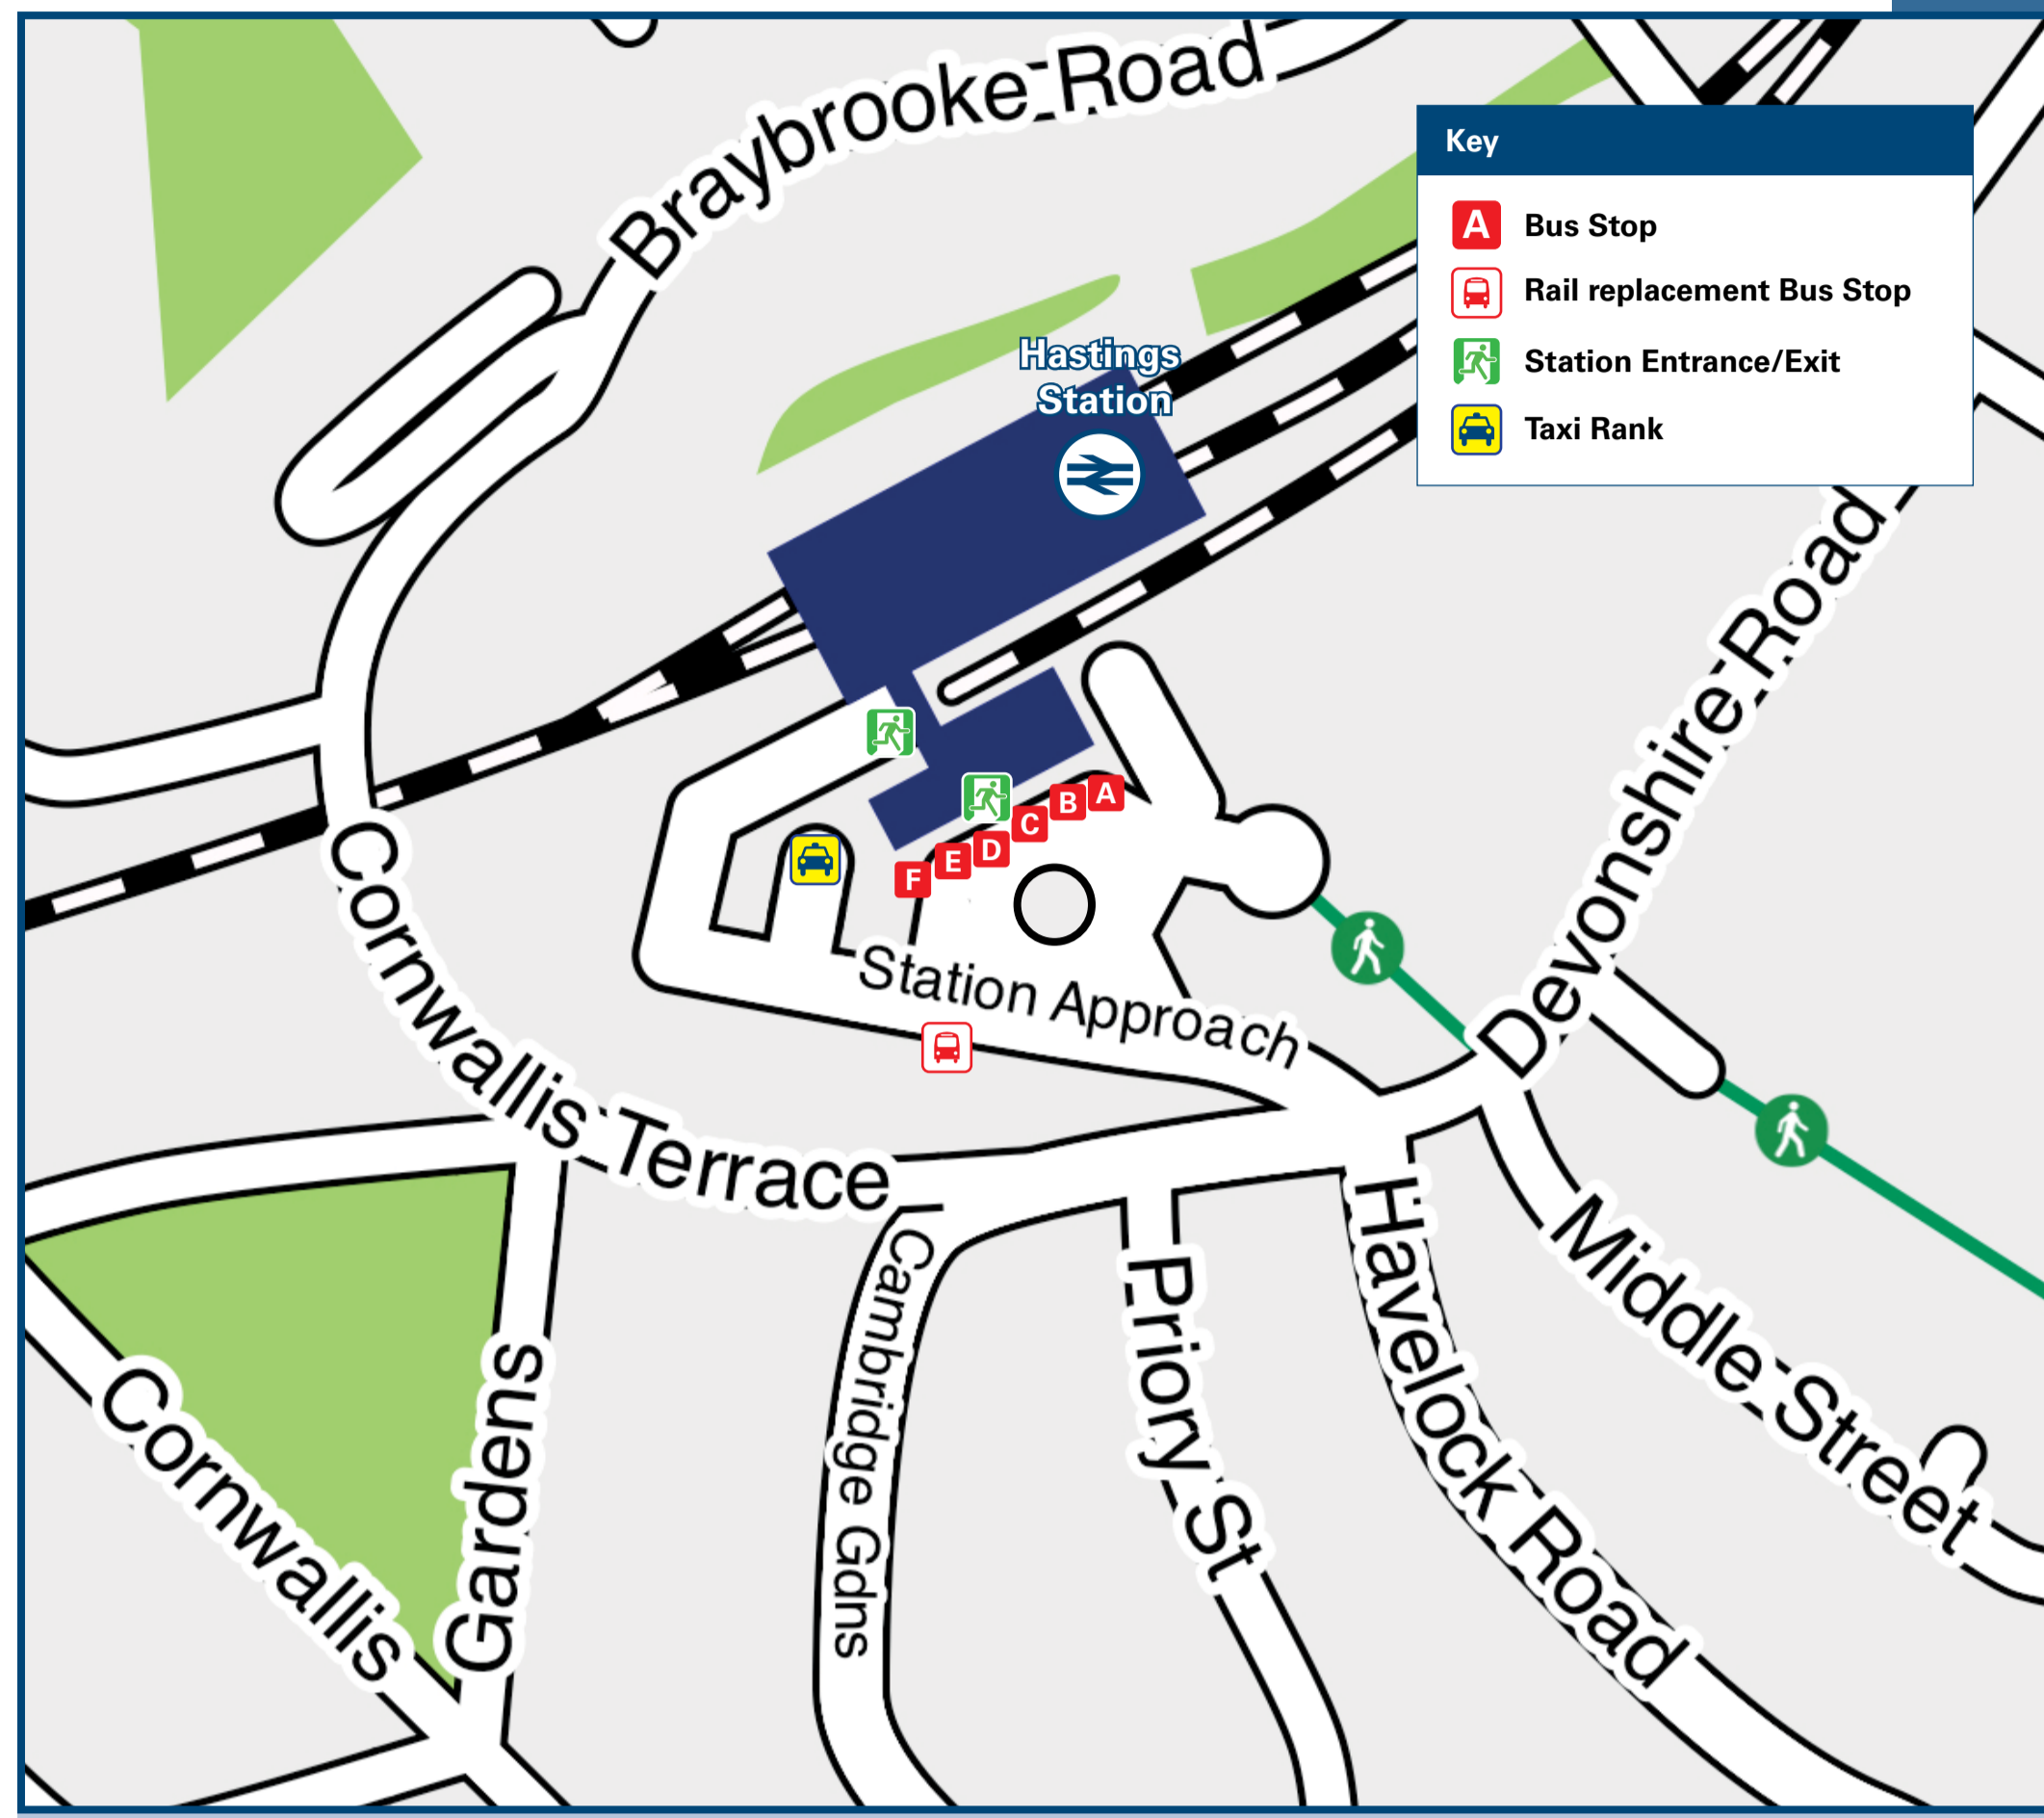 Braybrooke Road
Key
A Bus Stop
Rail replacement Bus Stop
Station Entrance/Exit
Taxi Rank
Hastings
Station
Devonshire Road
A
B
C
D
E
F
Station Approach
Cornwallis Terrace
Cambridge Gdns
Priory St
Havelock Road
Middle Street
Cornwallis
Gardens